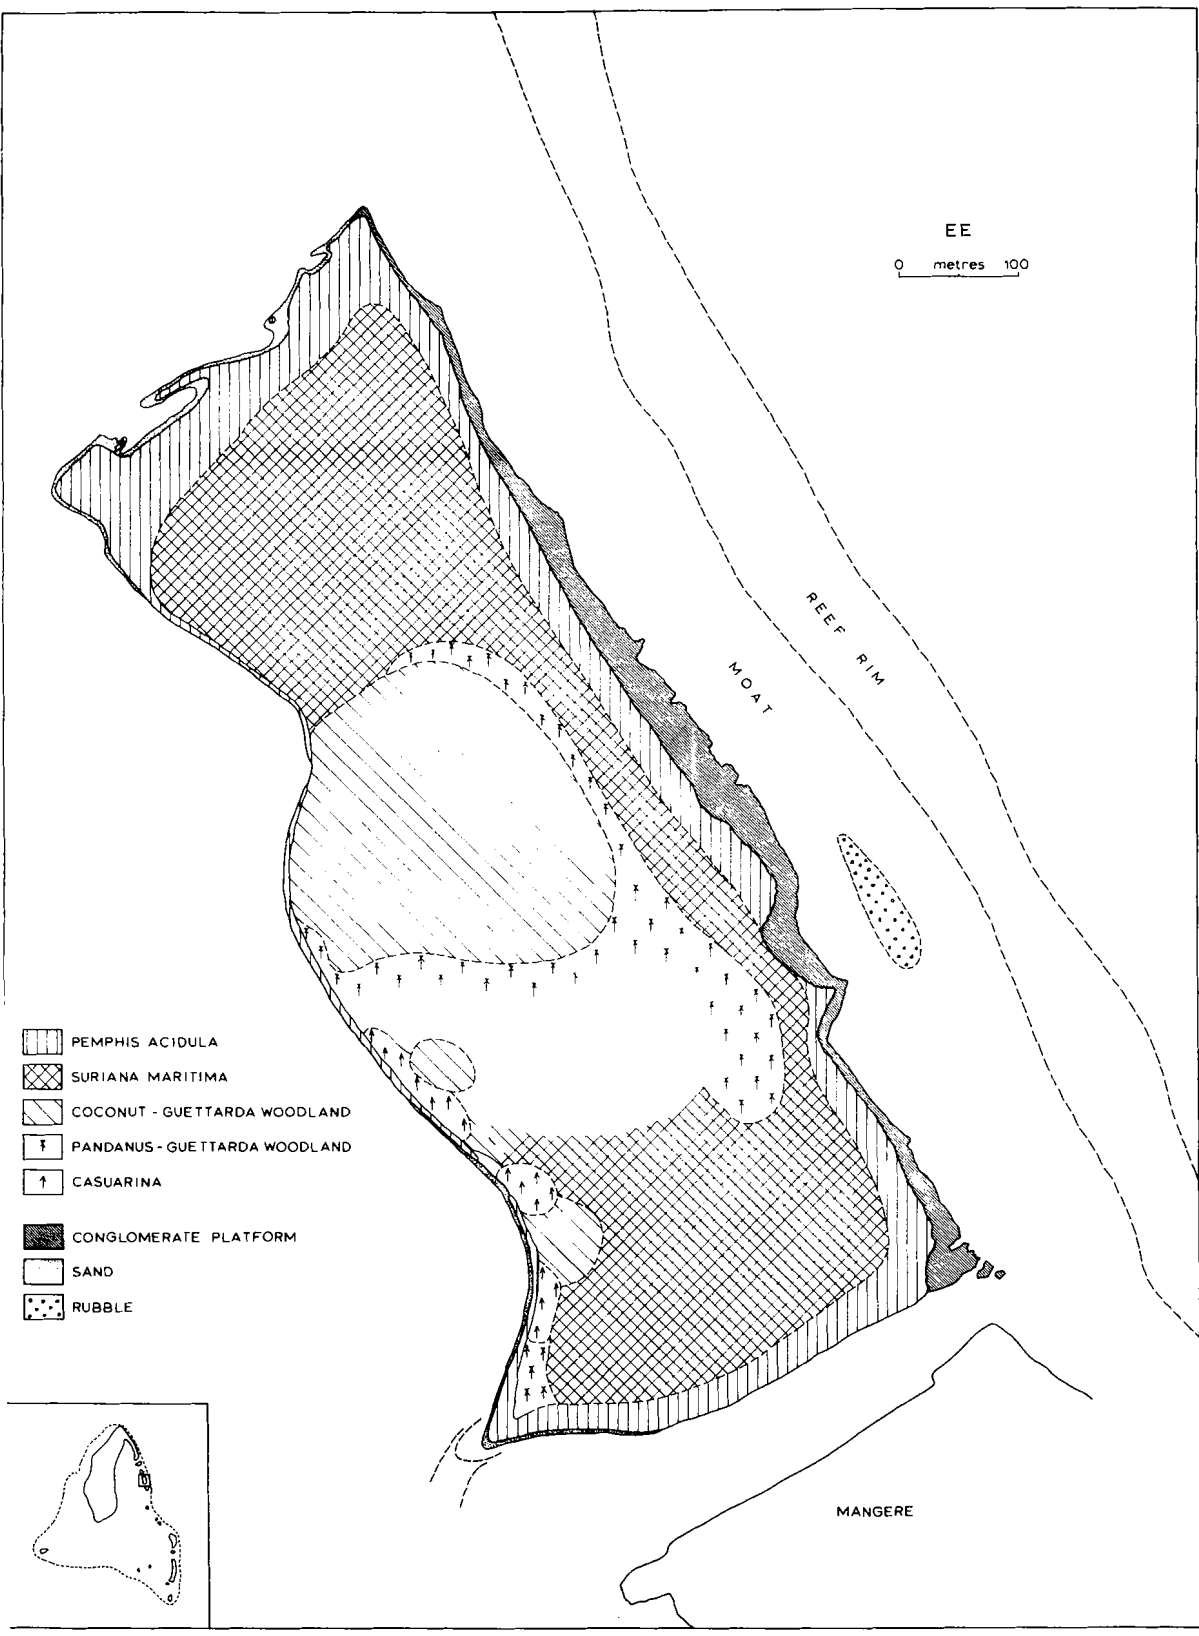 EE
0 metres 100
REEF RIM
MOAT
PEMPHIS ACIDULA
SURIANA MARITIMA
COCONUT - GUETTARDA WOODLAND
PANDANUS - GUETTARDA WOODLAND
CASUARINA
CONGLOMERATE PLATFORM
SAND
RUBBLE
MANGERE